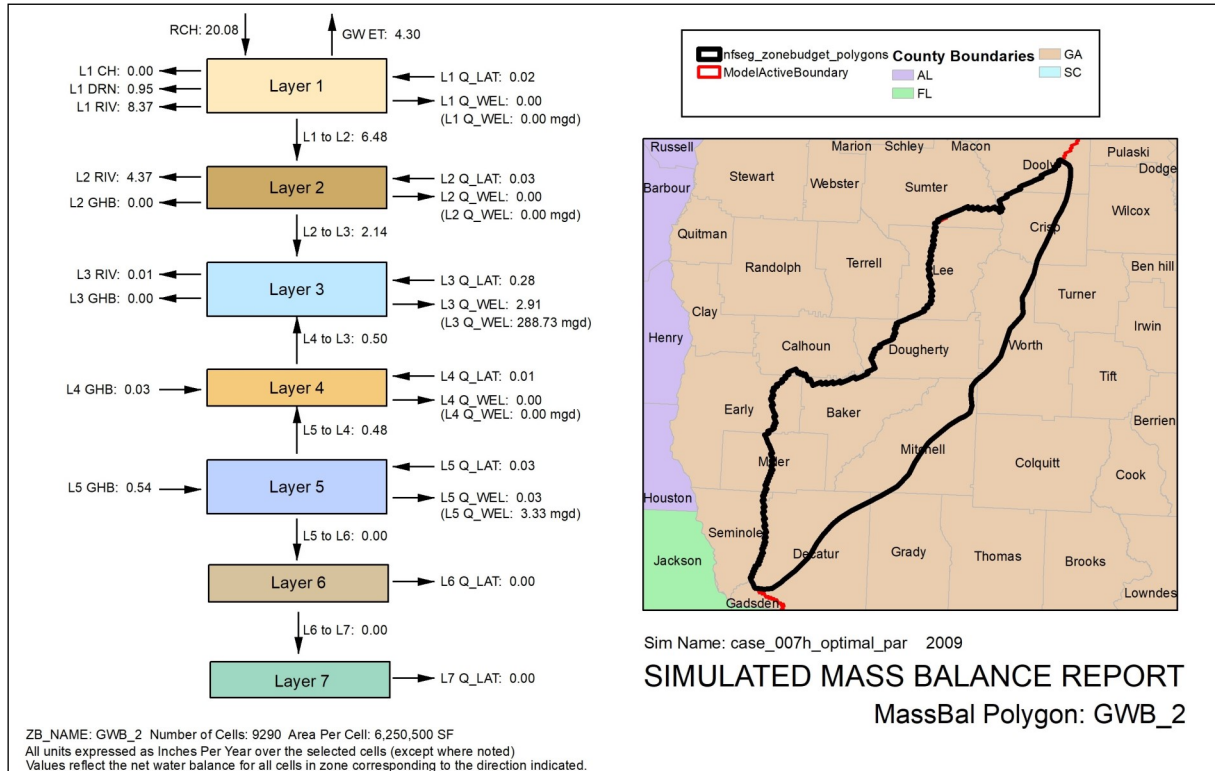 RCH: 20.08
GW ET: 4.30
L1 CH: 0.00
L1 DRN: 0.95
L1 RIV: 8.37
Layer 1
L1 Q_LAT: 0.02
L1 Q_WEL: 0.00
(L1 Q_WEL: 0.00 mgd)
L1 to L2: 6.48
L2 RIV: 4.37
L2 GHB: 0.00
Layer 2
L2 Q_LAT: 0.03
L2 Q_WEL: 0.00
(L2 Q_WEL: 0.00 mgd)
L2 to L3: 2.14
L3 RIV: 0.01
L3 GHB: 0.00
Layer 3
L3 Q_LAT: 0.28
L3 Q_WEL: 2.91
(L3 Q_WEL: 288.73 mgd)
L4 to L3: 0.50
L4 GHB: 0.03
Layer 4
L4 Q_LAT: 0.01
L4 Q_WEL: 0.00
(L4 Q_WEL: 0.00 mgd)
L5 to L4: 0.48
L5 GHB: 0.54
Layer 5
L5 Q_LAT: 0.03
L5 Q_WEL: 0.03
(L5 Q_WEL: 3.33 mgd)
L5 to L6: 0.00
Layer 6
L6 Q_LAT: 0.00
L6 to L7: 0.00
Layer 7
L7 Q_LAT: 0.00
ZB_NAME: GWB_2 Number of Cells: 9290 Area Per Cell: 6,250,500 SF
All units expressed as Inches Per Year over the selected cells (except where noted)
Values reflect the net water balance for all cells in zone corresponding to the direction indicated.
nfseg_zonebudget_polygons
ModelActiveBoundary
County Boundaries
AL
FL
GA
SC
Russell
Marion
Schley
Macon
Dooly
Pulaski
Dodge
Barbour
Stewart
Webster
Sumter
Wilcox
Quitman
Crisp
Randolph
Terrell
Lee
Ben hill
Turner
Clay
Irwin
Henry
Calhoun
Dougherty
Worth
Tift
Early
Baker
Berrien
Mitchell
Miller
Colquitt
Cook
Houston
Seminole
Jackson
Decatur
Grady
Thomas
Brooks
Lowndes
Gadsden
Sim Name: case_007h_optimal_par 2009
SIMULATED MASS BALANCE REPORT
MassBal Polygon: GWB_2